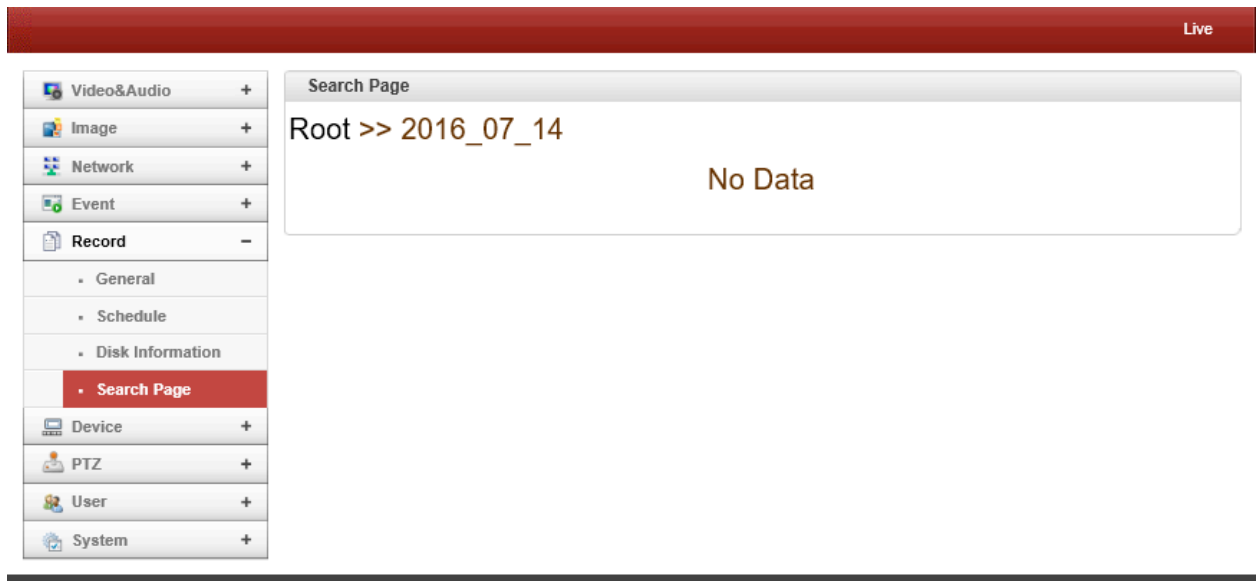 Live
Video&Audio +
Image +
Network +
Event +
Record −
General
Schedule
Disk Information
Search Page
Device +
PTZ +
User +
System +
Search Page
Root >> 2016_07_14
No Data